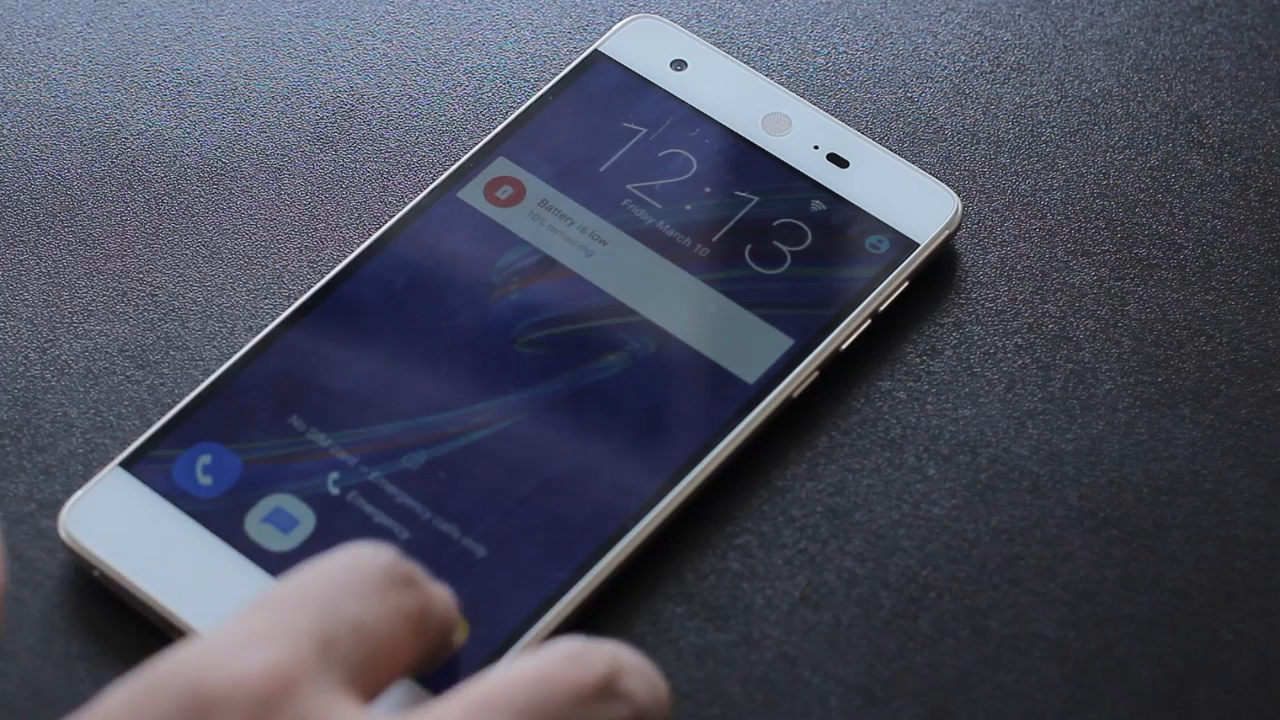 12:13
Friday March 10
Battery is low
10% remaining
No SIM card - Emergency calls only
Emergency